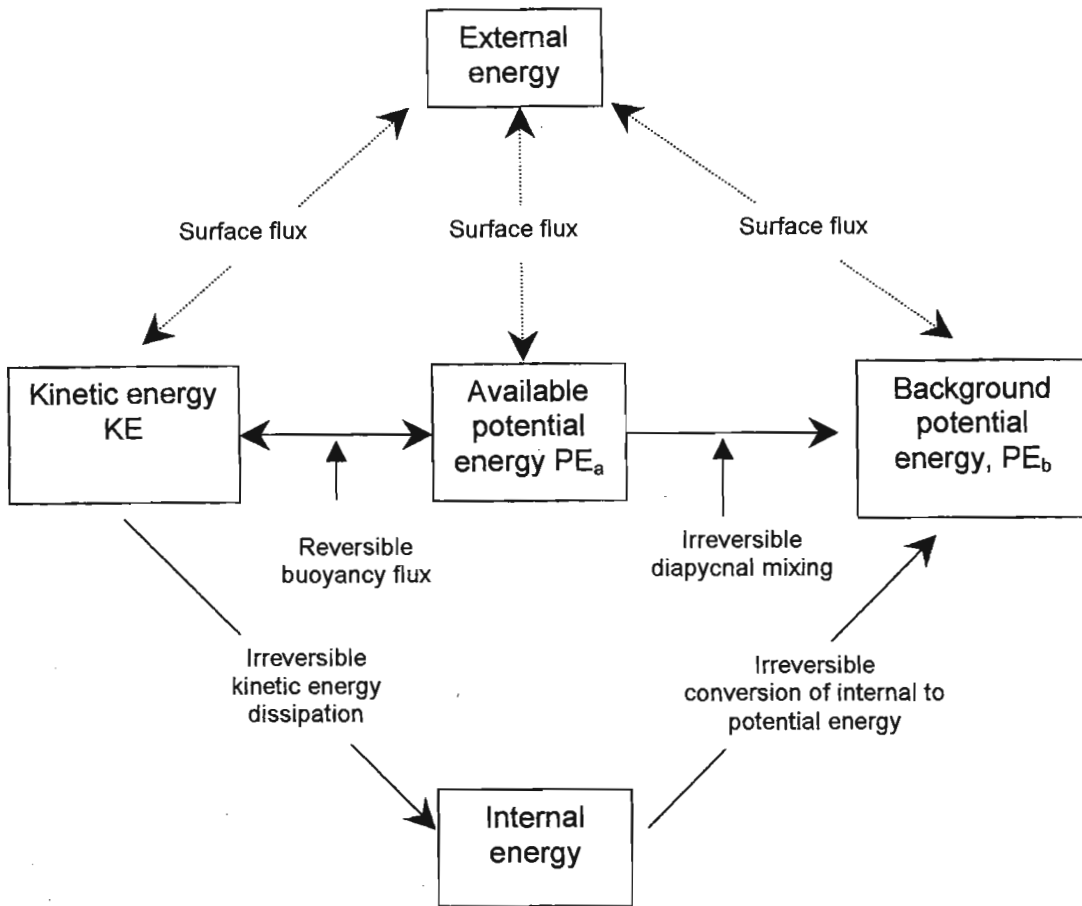 External
energy
Surface flux
Surface flux
Surface flux
Kinetic energy
KE
Available
potential
energy PEₐ
Background
potential
energy, PE_b
Reversible
buoyancy flux
Irreversible
diapycnal mixing
Irreversible
kinetic energy
dissipation
Irreversible
conversion of internal to
potential energy
Internal
energy